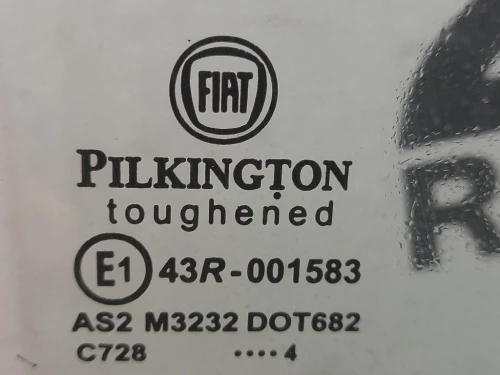 FIAT
PILKINGTON
toughened
E1 43R-001583
AS2 M3232 DOT682
C728 ....4
R